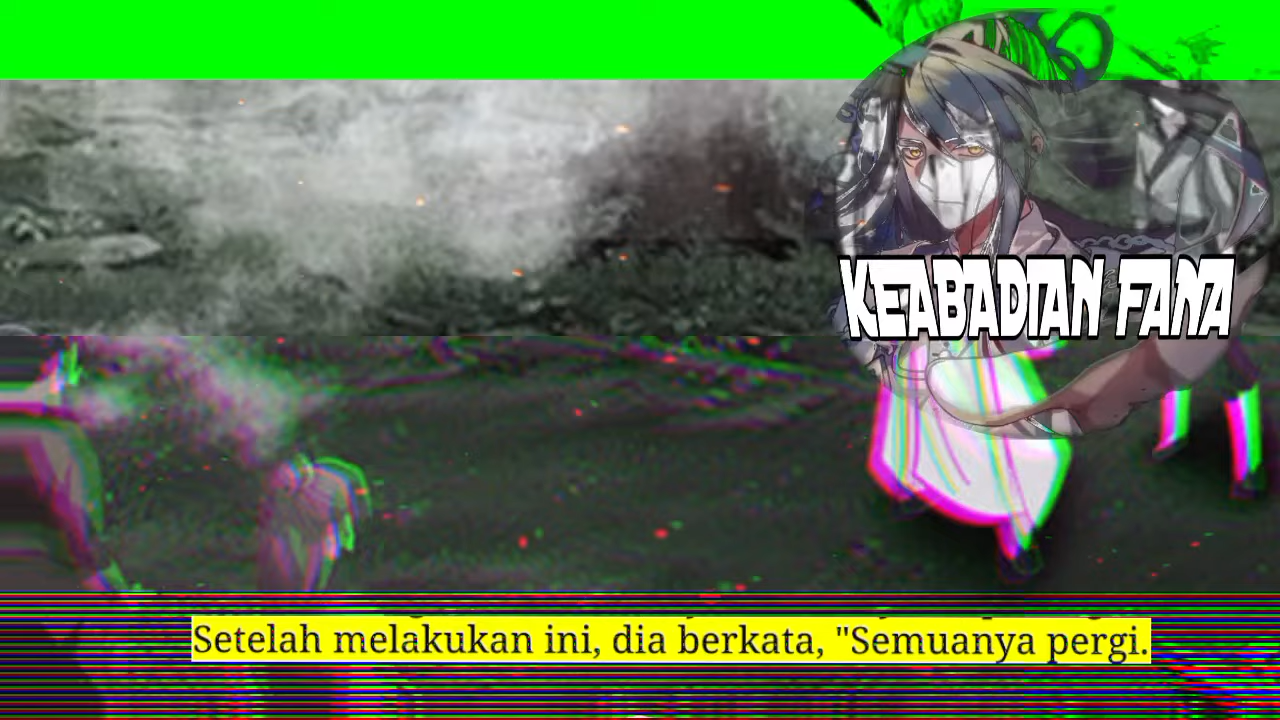 KEABADIAN FANA
Setelah melakukan ini, dia berkata, "Semuanya pergi.